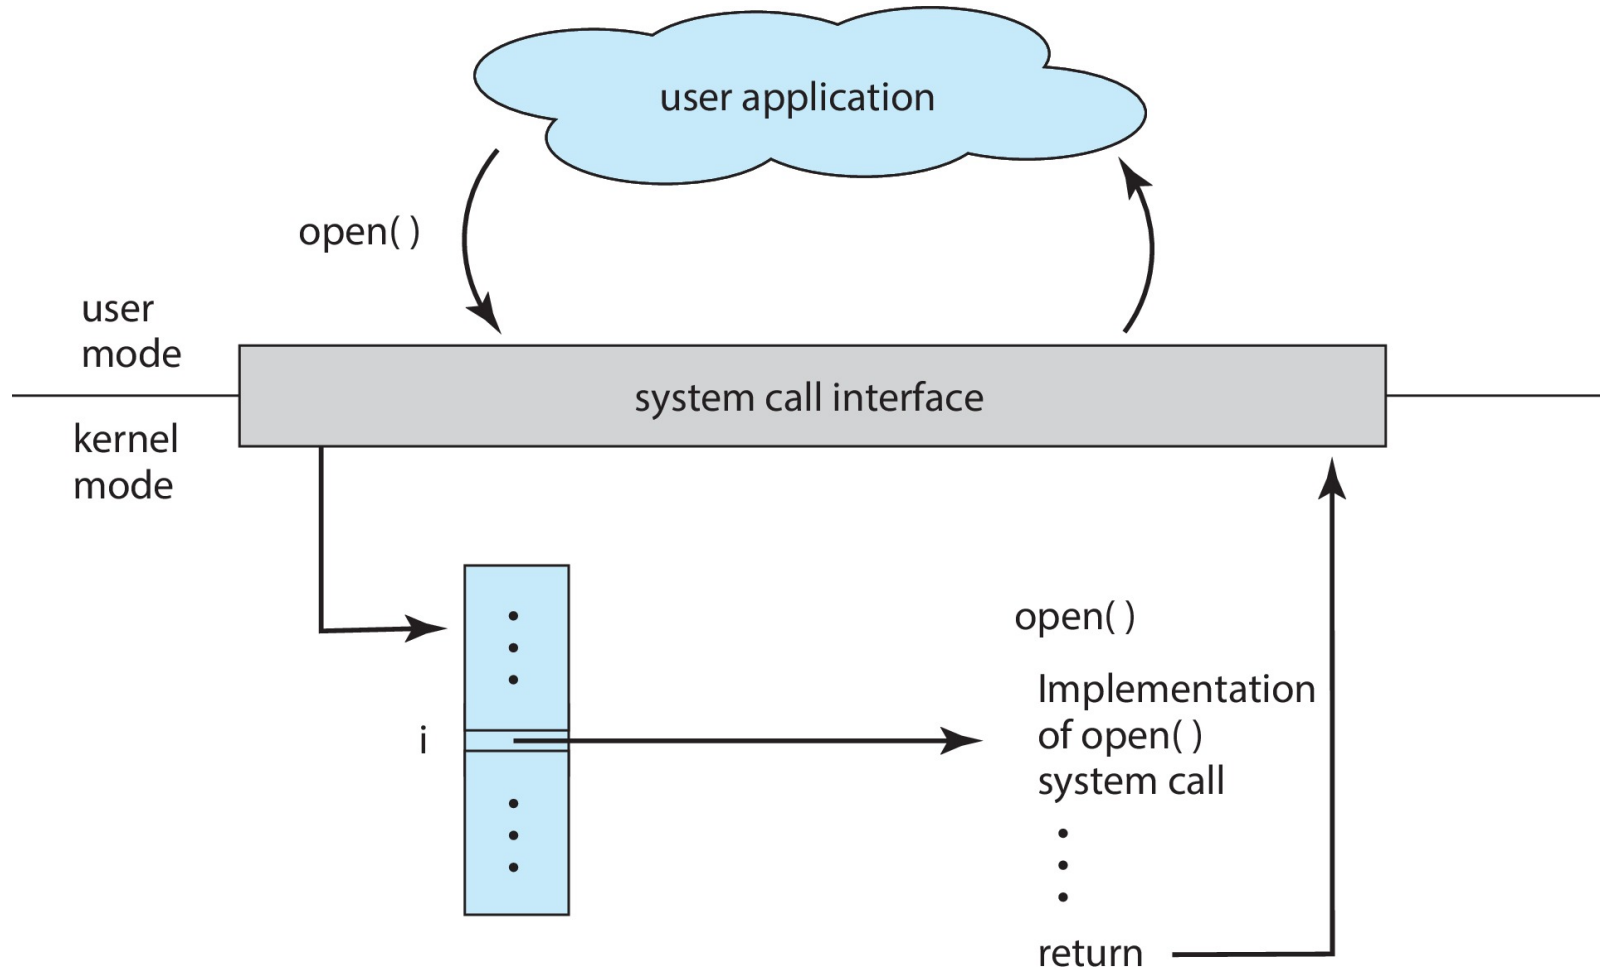 user application
open( )
user
mode
system call interface
kernel
mode
open( )
Implementation
of open( )
system call
i
return